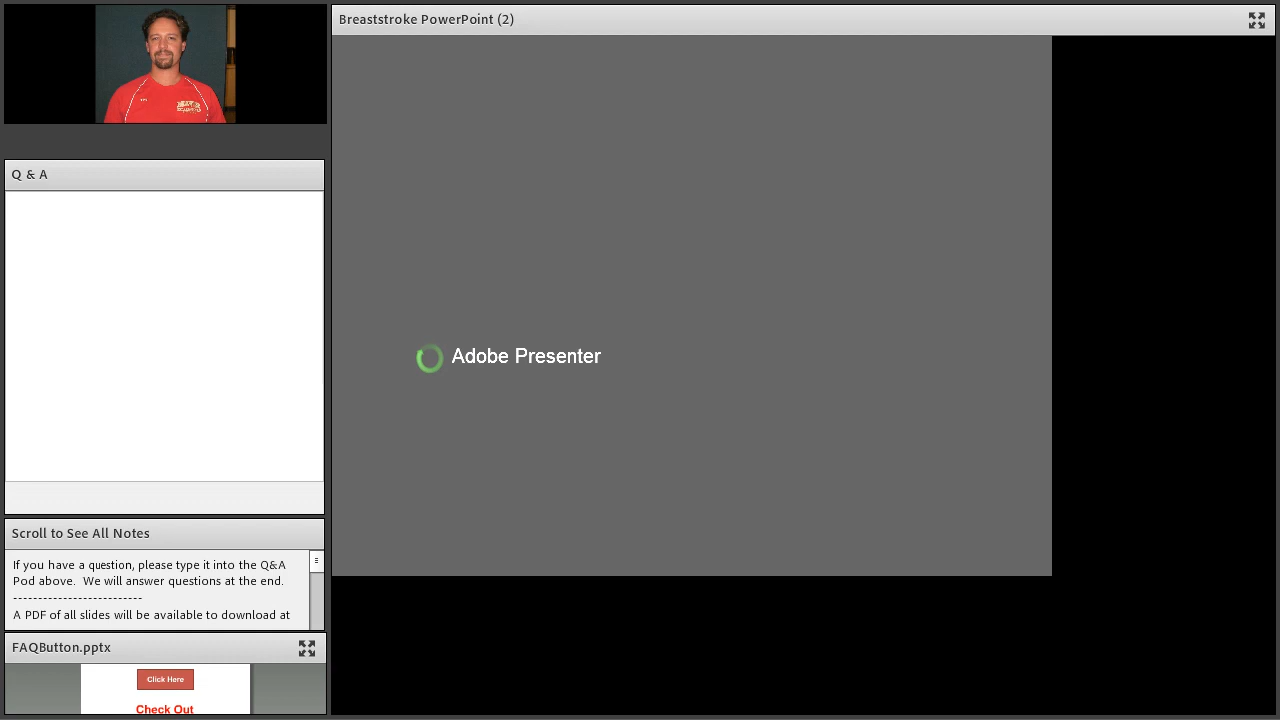 Breaststroke PowerPoint (2)
Q & A
Adobe Presenter
Scroll to See All Notes
If you have a question, please type it into the Q&A
Pod above.  We will answer questions at the end.
--------------------------
A PDF of all slides will be available to download at
FAQButton.pptx
Click Here
Check Out